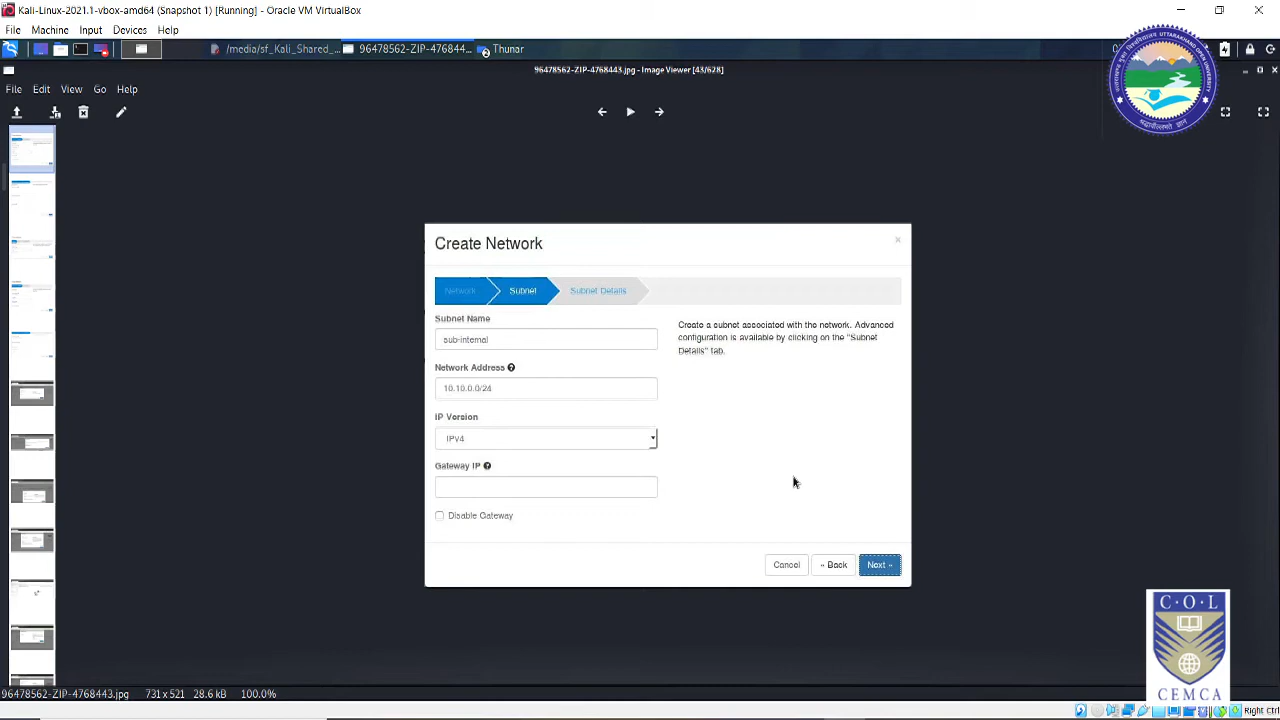 Kali-Linux-2021.1-vbox-amd64 (Snapshot 1) [Running] - Oracle VM VirtualBox
File Machine Input Devices Help
/media/sf_Kali_Shared_... 96478562-ZIP-476844... Thunar
96478562-ZIP-4768443.jpg - Image Viewer [43/628]
File Edit View Go Help
UTTARAKHAND OPEN UNIVERSITY
Create Network
Network Subnet Subnet Details
Subnet Name
sub-internal
Network Address
10.10.0.0/24
IP Version
IPv4
Gateway IP
Disable Gateway
Create a subnet associated with the network. Advanced
configuration is available by clicking on the "Subnet
Details" tab.
Cancel « Back Next »
C·O·L
CEMCA
96478562-ZIP-4768443.jpg 731 x 521 28.6 kB 100.0%
Right Ctrl